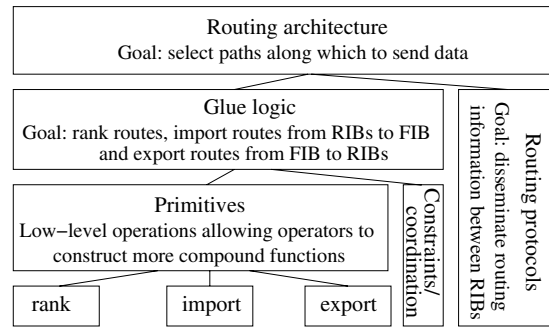 Routing architecture
Goal: select paths along which to send data
Glue logic
Goal: rank routes, import routes from RIBs to FIB
and export routes from FIB to RIBs
Routing protocols
Goal: disseminate routing
information between RIBs
Primitives
Low−level operations allowing operators to
construct more compound functions
Constraints/
coordination
rank
import
export